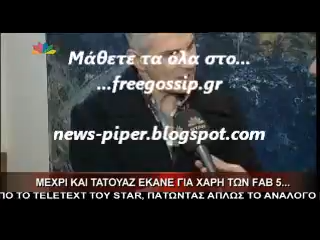 Μάθετε τα όλα στο...
...freegossip.gr
news-piper.blogspot.com
ΜΕΧΡΙ ΚΑΙ ΤΑΤΟΥΑΖ ΕΚΑΝΕ ΓΙΑ ΧΑΡΗ ΤΩΝ FAB 5...
ΠΟ ΤΟ TELETEXT ΤΟΥ STAR, ΠΑΤΩΝΤΑΣ ΑΠΛΩΣ ΤΟ ΑΝΑΛΟΓΟ